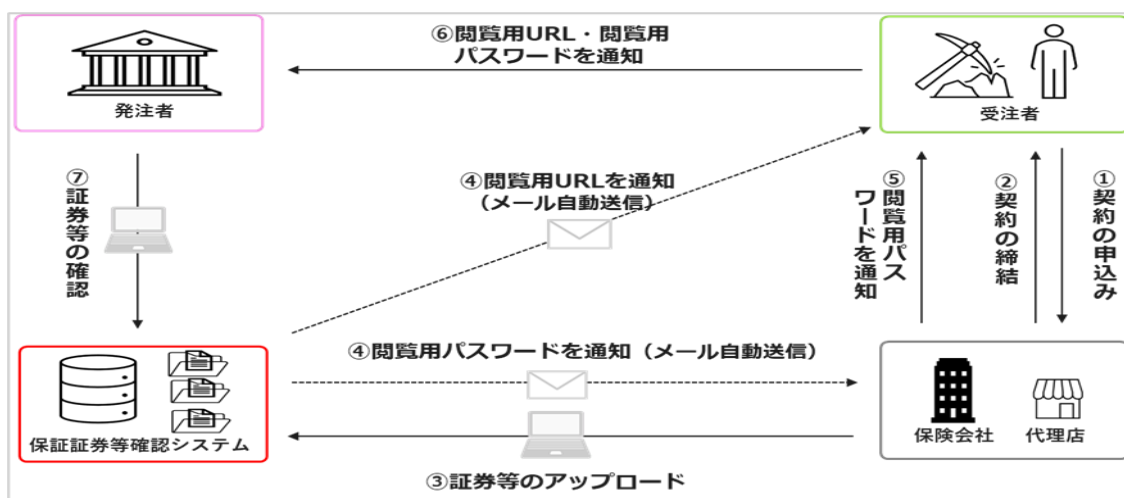 ⑥閲覧用URL・閲覧用
パスワードを通知
発注者
受注者
④閲覧用URLを通知
（メール自動送信）
⑦証券等の確認
⑤閲覧用パス
ワードを通知
②契約の締結
①契約の申込み
④閲覧用パスワードを通知（メール自動送信）
保証証券等確認システム
保険会社
代理店
③証券等のアップロード